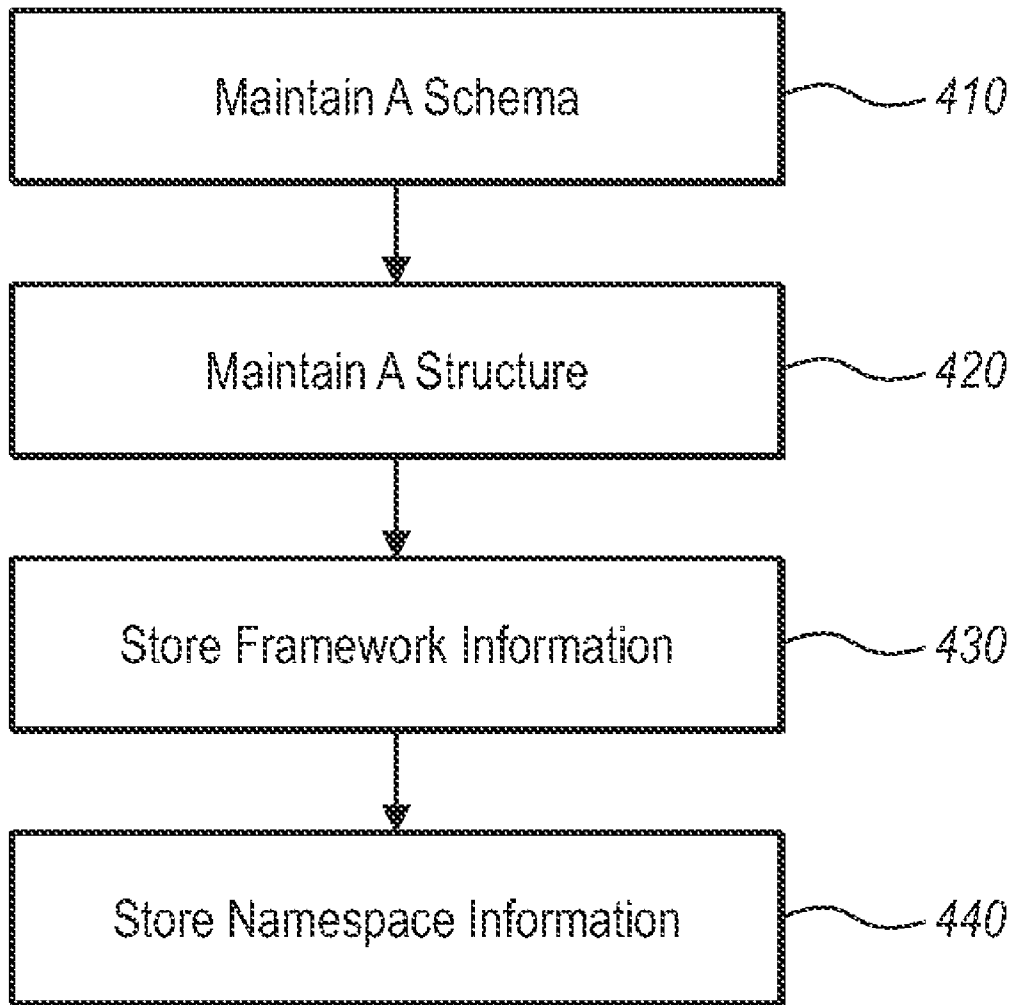 Maintain A Schema
410
Maintain A Structure
420
Store Framework Information
430
Store Namespace Information
440